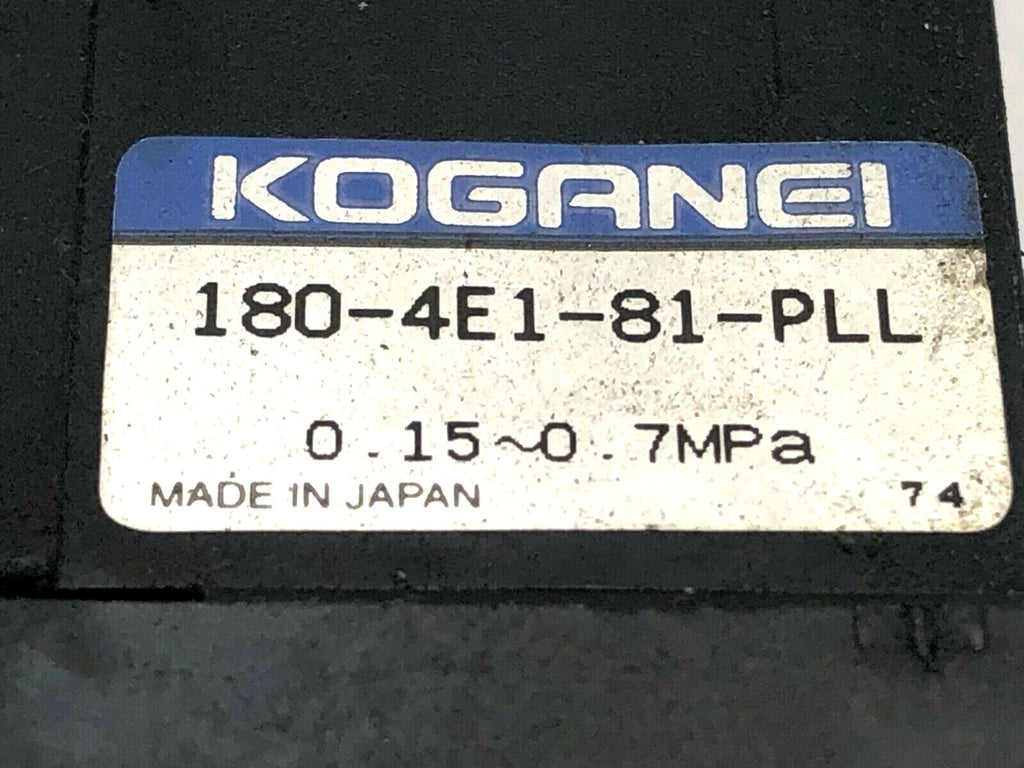 KOGANEI
180-4E1-81-PLL
0.15~0.7MPa
MADE IN JAPAN 74